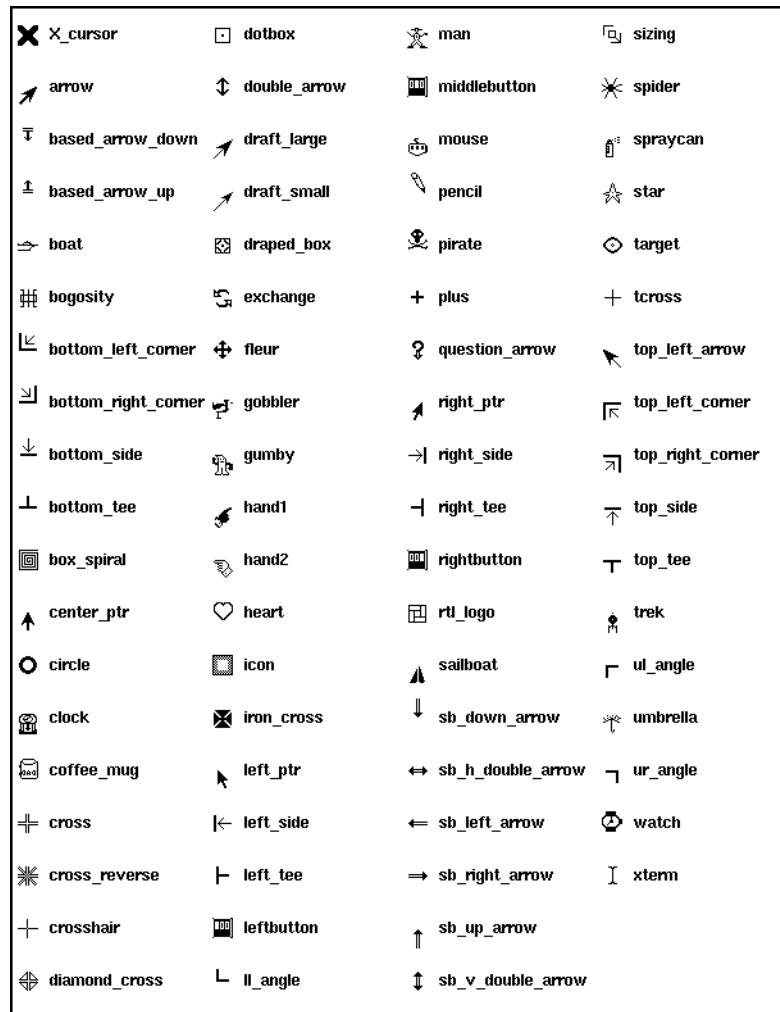 X_cursor
arrow
based_arrow_down
based_arrow_up
boat
bogosity
bottom_left_corner
bottom_right_corner
bottom_side
bottom_tee
box_spiral
center_ptr
circle
clock
coffee_mug
cross
cross_reverse
crosshair
diamond_cross
dotbox
double_arrow
draft_large
draft_small
draped_box
exchange
fleur
gobbler
gumby
hand1
hand2
heart
icon
iron_cross
left_ptr
left_side
left_tee
leftbutton
ll_angle
man
middlebutton
mouse
pencil
pirate
plus
question_arrow
right_ptr
right_side
right_tee
rightbutton
rtl_logo
sailboat
sb_down_arrow
sb_h_double_arrow
sb_left_arrow
sb_right_arrow
sb_up_arrow
sb_v_double_arrow
sizing
spider
spraycan
star
target
tcross
top_left_arrow
top_left_corner
top_right_corner
top_side
top_tee
trek
ul_angle
umbrella
ur_angle
watch
xterm